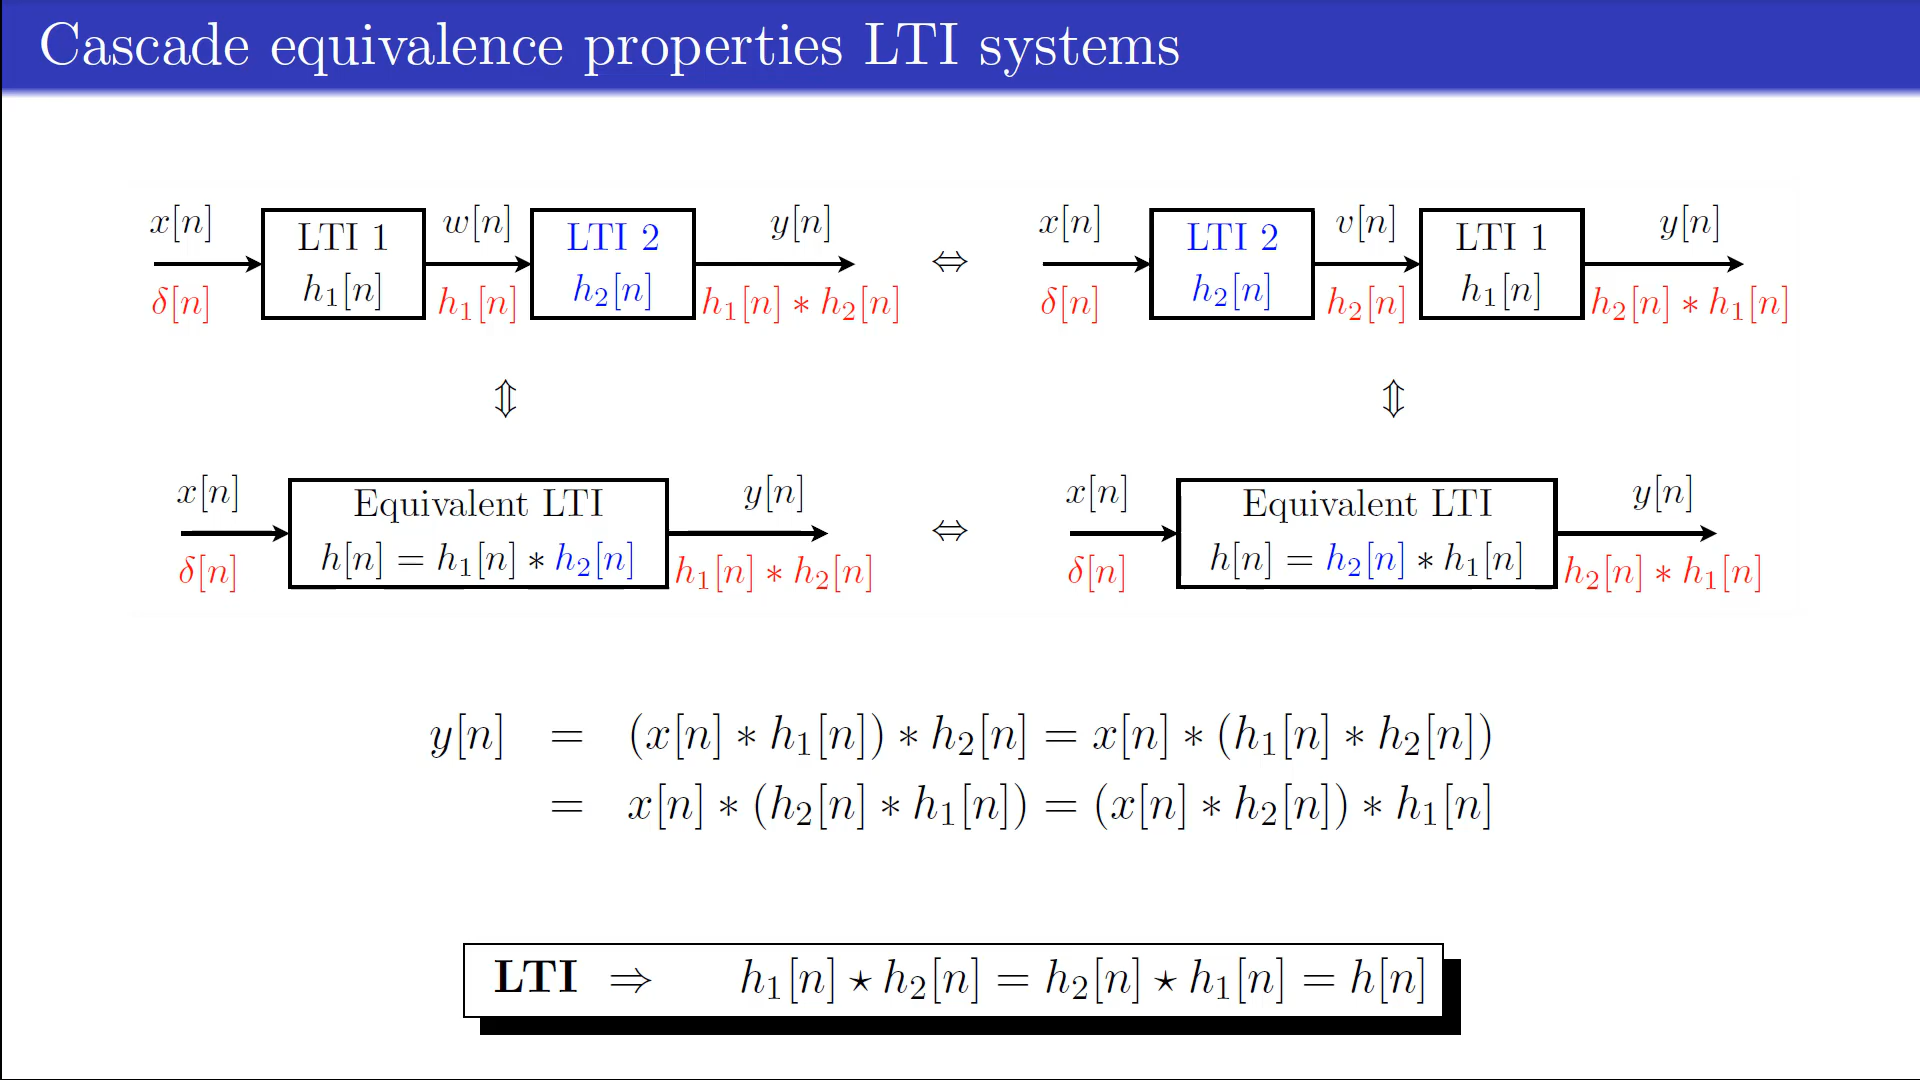 Cascade equivalence properties LTI systems
x[n] LTI 1 w[n] LTI 2 y[n] ⇔ x[n] LTI 2 v[n] LTI 1 y[n]
δ[n] h₁[n] h₁[n] h₂[n] h₁[n] ∗ h₂[n] δ[n] h₂[n] h₂[n] h₁[n] h₂[n] ∗ h₁[n]
⇕ ⇕
x[n] Equivalent LTI y[n] ⇔ x[n] Equivalent LTI y[n]
δ[n] h[n] = h₁[n] ∗ h₂[n] h₁[n] ∗ h₂[n] δ[n] h[n] = h₂[n] ∗ h₁[n] h₂[n] ∗ h₁[n]
y[n] = (x[n] ∗ h₁[n]) ∗ h₂[n] = x[n] ∗ (h₁[n] ∗ h₂[n])
= x[n] ∗ (h₂[n] ∗ h₁[n]) = (x[n] ∗ h₂[n]) ∗ h₁[n]
LTI ⇒ h₁[n] ⋆ h₂[n] = h₂[n] ⋆ h₁[n] = h[n]